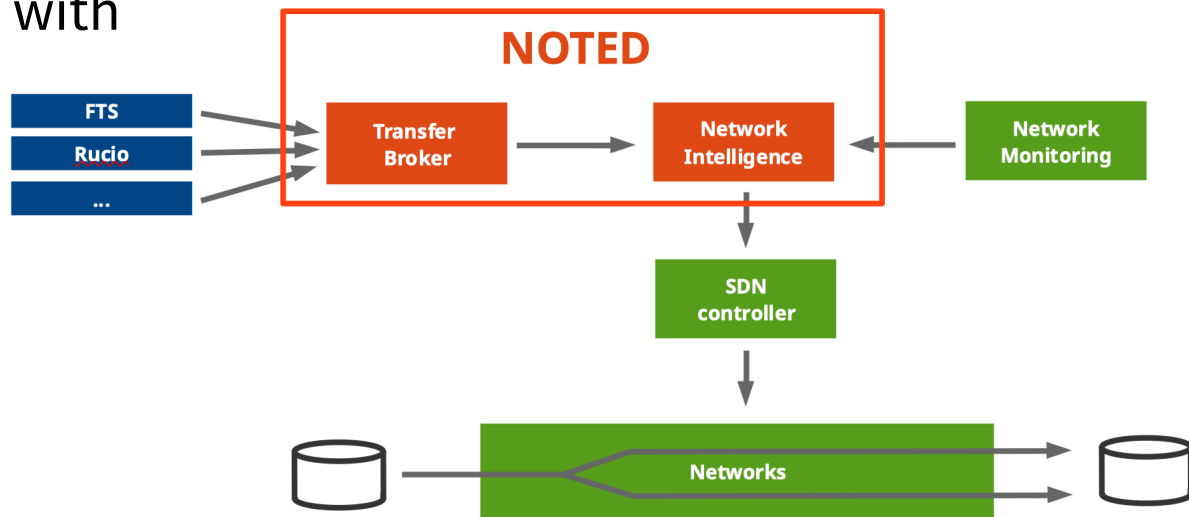 with
NOTED
FTS
Rucio
...
Transfer
Broker
Network
Intelligence
Network
Monitoring
SDN
controller
Networks